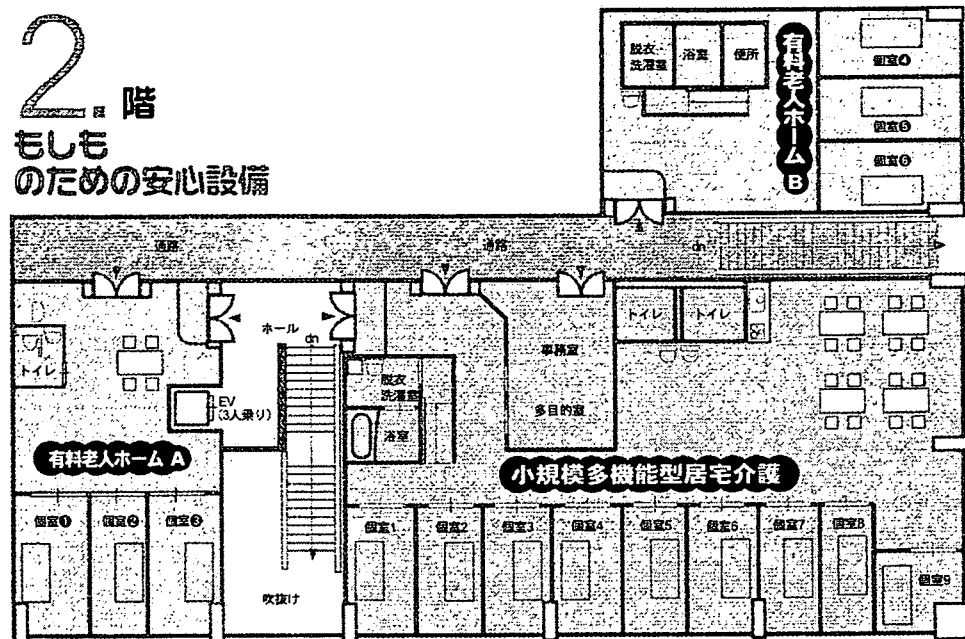 2.階
もしも
のための安心設備
脱衣・
洗濯室
浴室
便所
有料老人ホームB
個室❹
個室❺
個室❻
通路
通路
dn
トイレ
ホール
dn
EV
(3人乗り)
脱衣
洗濯室
浴室
事務室
多目的室
トイレ
トイレ
有料老人ホーム A
小規模多機能型居宅介護
個室❶
個室❷
個室❸
吹抜け
個室1
個室2
個室3
個室4
個室5
個室6
個室7
個室8
個室9